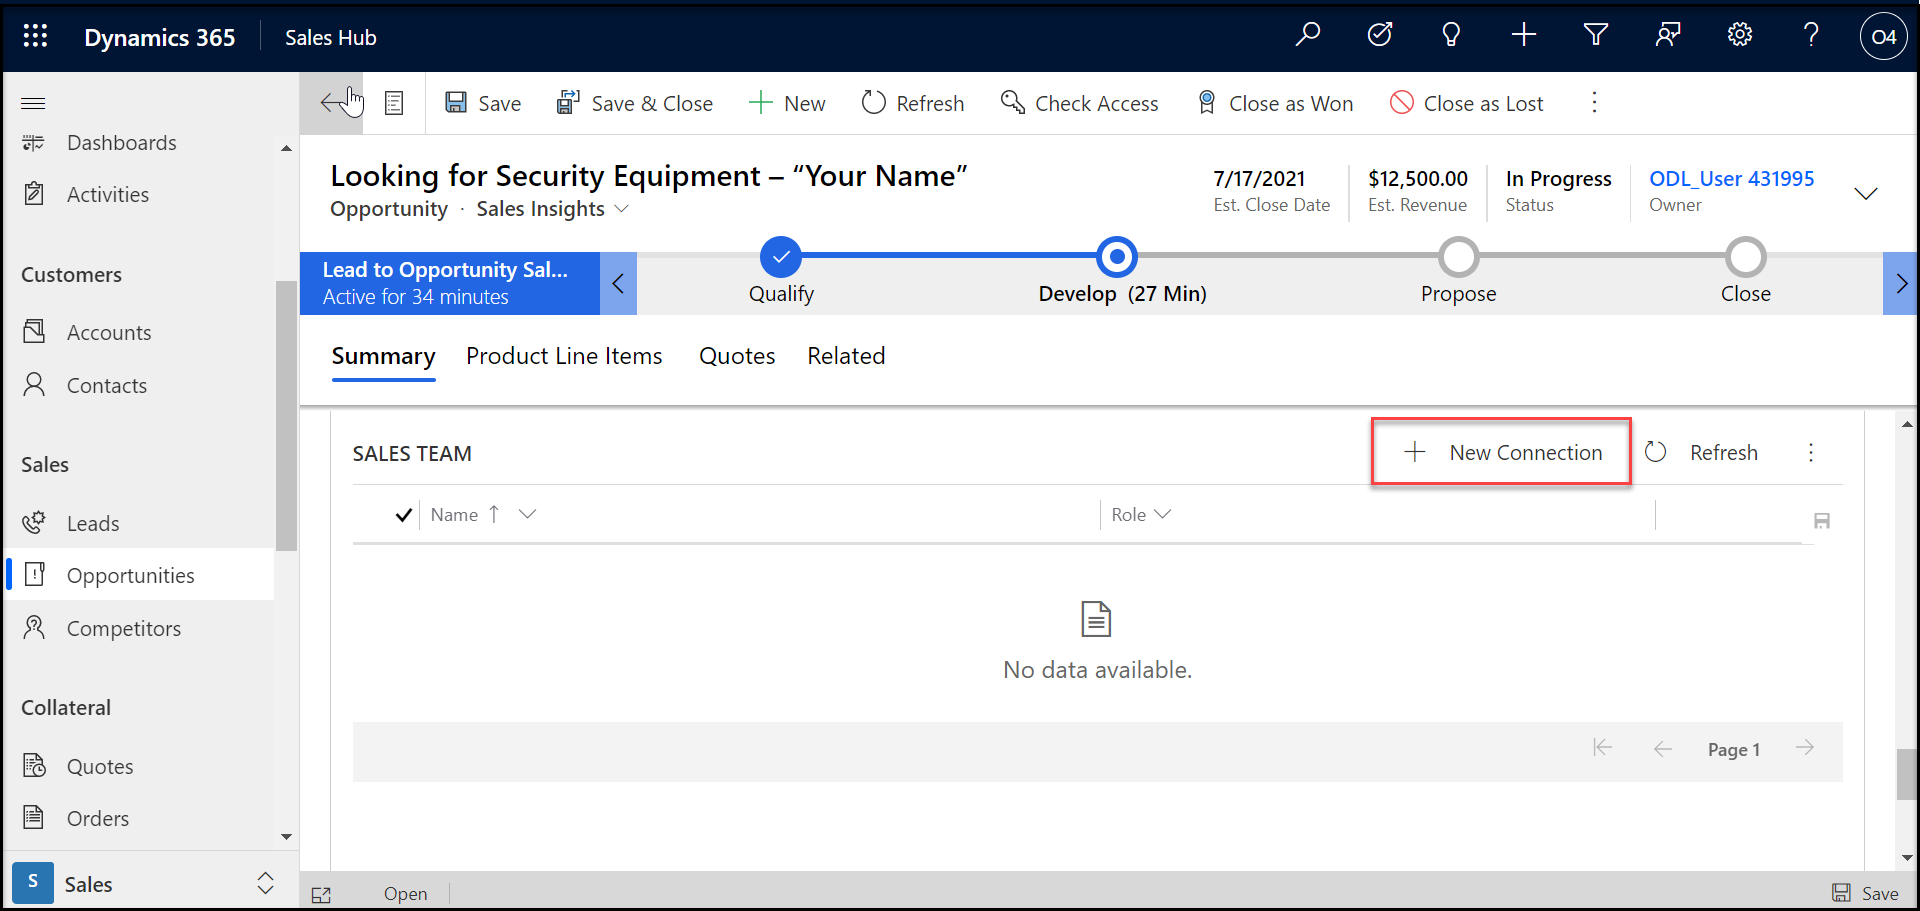 Dynamics 365 Sales Hub O4
Save Save & Close New Refresh Check Access Close as Won Close as Lost
Dashboards
Activities
Customers
Accounts
Contacts
Sales
Leads
Opportunities
Competitors
Collateral
Quotes
Orders
S Sales
Looking for Security Equipment – “Your Name”
Opportunity · Sales Insights
7/17/2021 $12,500.00 In Progress ODL_User 431995
Est. Close Date Est. Revenue Status Owner
Lead to Opportunity Sal...
Active for 34 minutes
Qualify Develop (27 Min) Propose Close
Summary Product Line Items Quotes Related
SALES TEAM New Connection Refresh
Name Role
No data available.
Page 1
Open Save